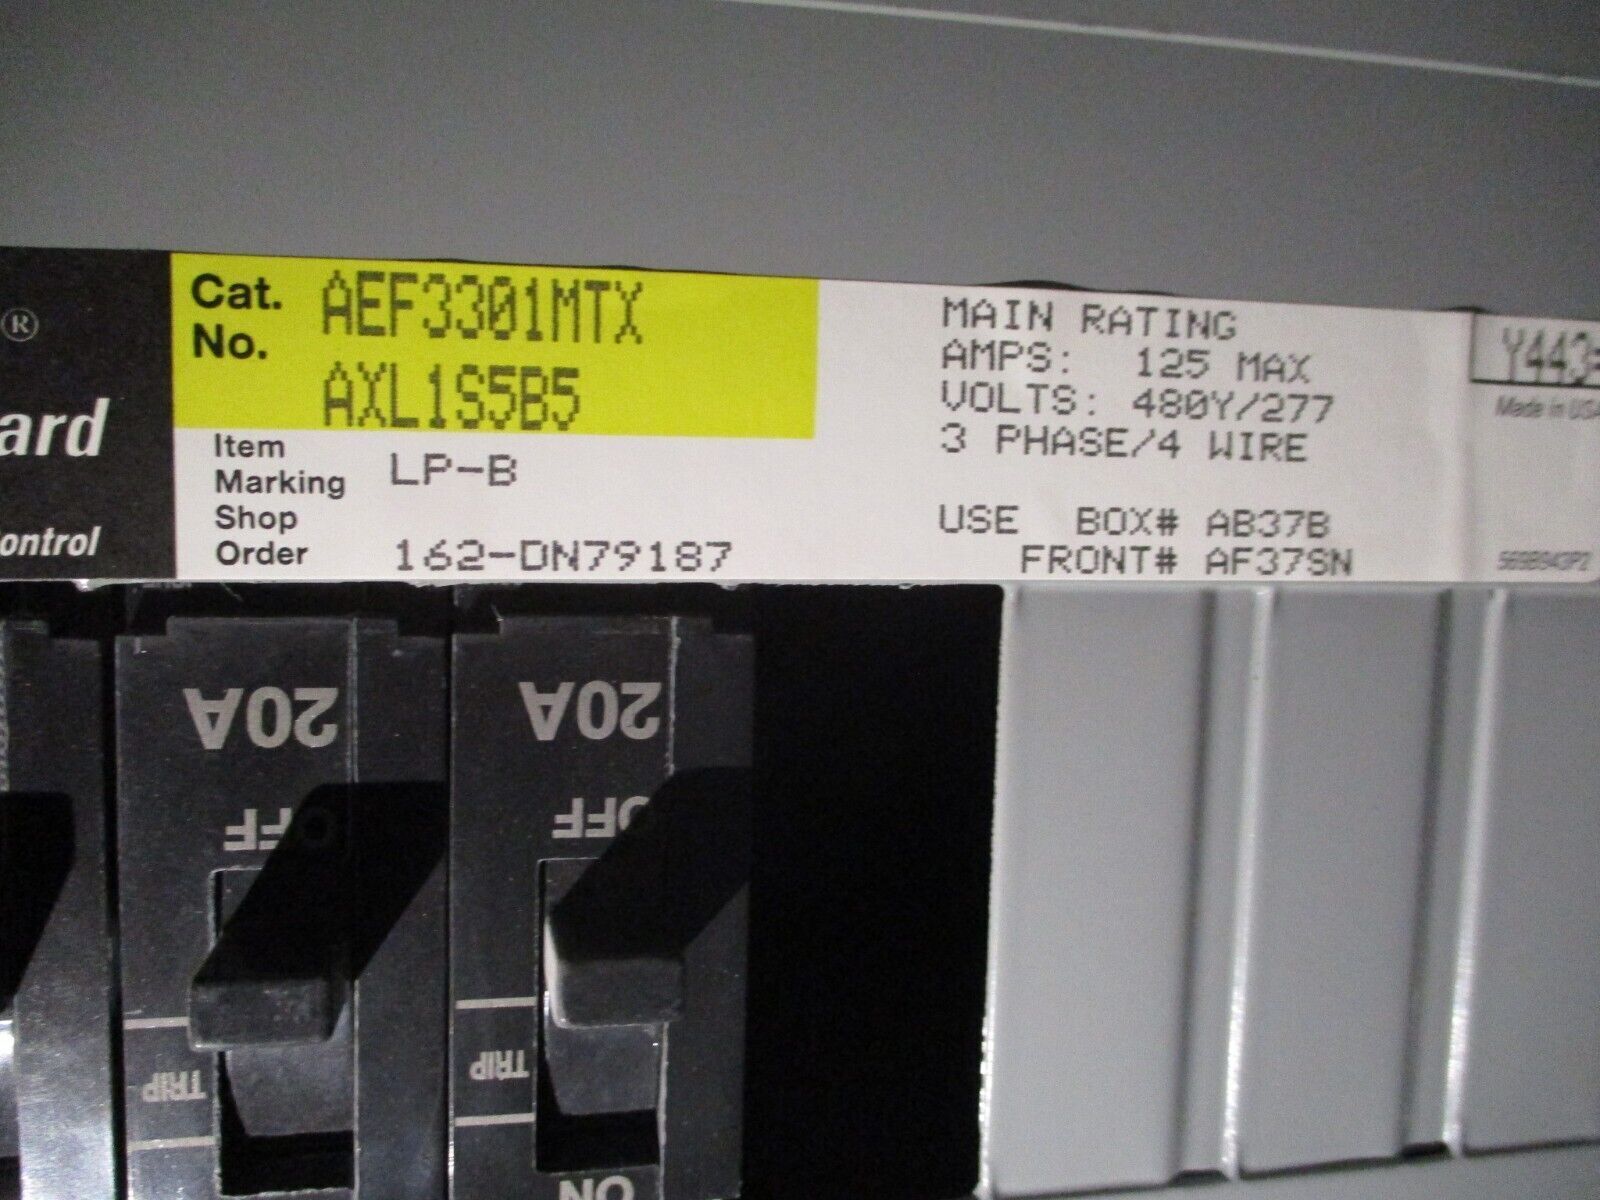 ®
ard
ontrol
Cat. No. AEF3301MTX
AXL1S5B5
Item Marking LP-B
Shop Order 162-DN79187
MAIN RATING
AMPS: 125 MAX
VOLTS: 480Y/277
3 PHASE/4 WIRE
USE BOX# AB37B
FRONT# AF37SN
Y443
Made in USA
20A
20A
OFF
OFF
TRIP
TRIP
ON